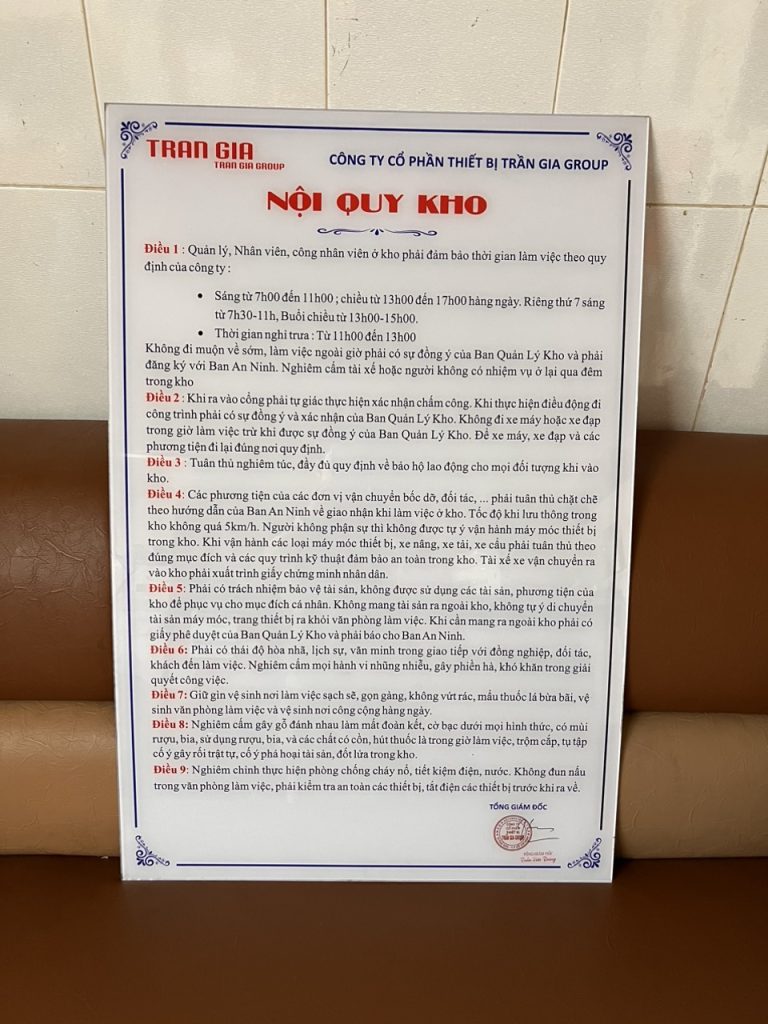 TRAN GIA
TRAN GIA GROUP
CÔNG TY CỔ PHẦN THIẾT BỊ TRẦN GIA GROUP
NỘI QUY KHO
Điều 1 : Quản lý, Nhân viên, công nhân viên ở kho phải đảm bảo thời gian làm việc theo quy
định của công ty :
• Sáng từ 7h00 đến 11h00 ; chiều từ 13h00 đến 17h00 hàng ngày. Riêng thứ 7 sáng
từ 7h30-11h, Buổi chiều từ 13h00-15h00.
• Thời gian nghỉ trưa : Từ 11h00 đến 13h00
Không đi muộn về sớm, làm việc ngoài giờ phải có sự đồng ý của Ban Quản Lý Kho và phải
đăng ký với Ban An Ninh. Nghiêm cấm tài xế hoặc người không có nhiệm vụ ở lại qua đêm
trong kho
Điều 2 : Khi ra vào cổng phải tự giác thực hiện xác nhận chấm công. Khi thực hiện điều động đi
công trình phải có sự đồng ý và xác nhận của Ban Quản Lý Kho. Không đi xe máy hoặc xe đạp
trong giờ làm việc trừ khi được sự đồng ý của Ban Quản Lý Kho. Để xe máy, xe đạp và các
phương tiện đi lại đúng nơi quy định.
Điều 3 : Tuân thủ nghiêm túc, đầy đủ quy định về bảo hộ lao động cho mọi đối tượng khi vào
kho.
Điều 4: Các phương tiện của các đơn vị vận chuyển bốc dỡ, đối tác, ... phải tuân thủ chặt chẽ
theo hướng dẫn của Ban An Ninh về giao nhận khi làm việc ở kho. Tốc độ khi lưu thông trong
kho không quá 5km/h. Người không phận sự thì không được tự ý vận hành máy móc thiết bị
trong kho. Khi vận hành các loại máy móc thiết bị, xe nâng, xe tải, xe cẩu phải tuân thủ theo
đúng mục đích và các quy trình kỹ thuật đảm bảo an toàn trong kho. Tài xế xe vận chuyển ra
vào kho phải xuất trình giấy chứng minh nhân dân.
Điều 5: Phải có trách nhiệm bảo vệ tài sản, không được sử dụng các tài sản, phương tiện của
kho để phục vụ cho mục đích cá nhân. Không mang tài sản ra ngoài kho, không tự ý di chuyển
tài sản máy móc, trang thiết bị ra khỏi văn phòng làm việc. Khi cần mang ra ngoài kho phải có
giấy phê duyệt của Ban Quản Lý Kho và phải báo cho Ban An Ninh.
Điều 6: Phải có thái độ hòa nhã, lịch sự, văn minh trong giao tiếp với đồng nghiệp, đối tác,
khách đến làm việc. Nghiêm cấm mọi hành vi nhũng nhiễu, gây phiền hà, khó khăn trong giải
quyết công việc.
Điều 7: Giữ gìn vệ sinh nơi làm việc sạch sẽ, gọn gàng, không vứt rác, mẩu thuốc lá bừa bãi, vệ
sinh văn phòng làm việc và vệ sinh nơi công cộng hàng ngày.
Điều 8: Nghiêm cấm gây gỗ đánh nhau làm mất đoàn kết, cờ bạc dưới mọi hình thức, có mùi
rượu, bia, sử dụng rượu, bia, và các chất có cồn, hút thuốc lá trong giờ làm việc, trộm cắp, tụ tập
cố ý gây rối trật tự, cố ý phá hoại tài sản, đốt lửa trong kho.
Điều 9: Nghiêm chỉnh thực hiện phòng chống cháy nổ, tiết kiệm điện, nước. Không đun nấu
trong văn phòng làm việc, phải kiểm tra an toàn các thiết bị, tắt điện các thiết bị trước khi ra về.
TỔNG GIÁM ĐỐC
TỔNG GIÁM ĐỐC